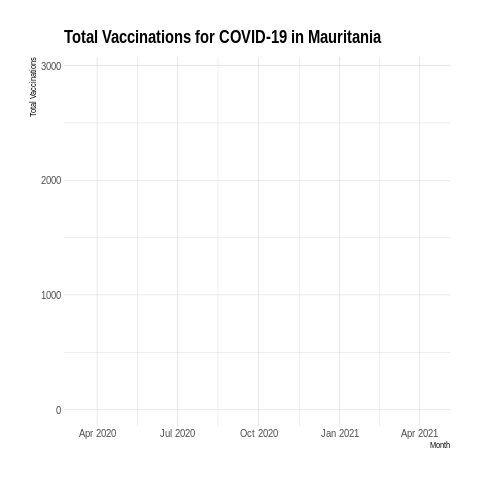 Total Vaccinations for COVID-19 in Mauritania
Total Vaccinations
3000
2000
1000
0
Apr 2020 Jul 2020 Oct 2020 Jan 2021 Apr 2021
Month